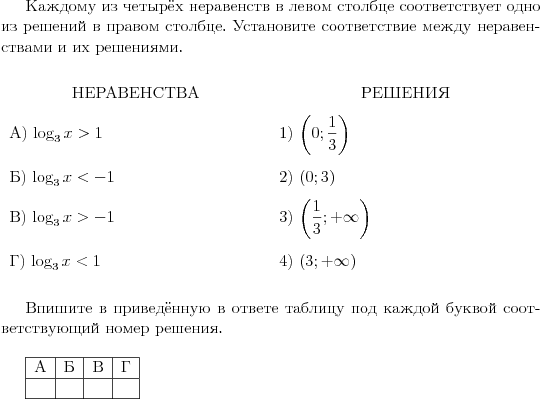 Каждому из четырёх неравенств в левом столбце соответствует одно
из решений в правом столбце. Установите соответствие между неравен-
ствами и их решениями.
НЕРАВЕНСТВА РЕШЕНИЯ
А) log₃ x > 1 1) (0; 1/3)
Б) log₃ x < −1 2) (0; 3)
В) log₃ x > −1 3) (1/3; +∞)
Г) log₃ x < 1 4) (3; +∞)
Впишите в приведённую в ответе таблицу под каждой буквой соот-
ветствующий номер решения.
А Б В Г